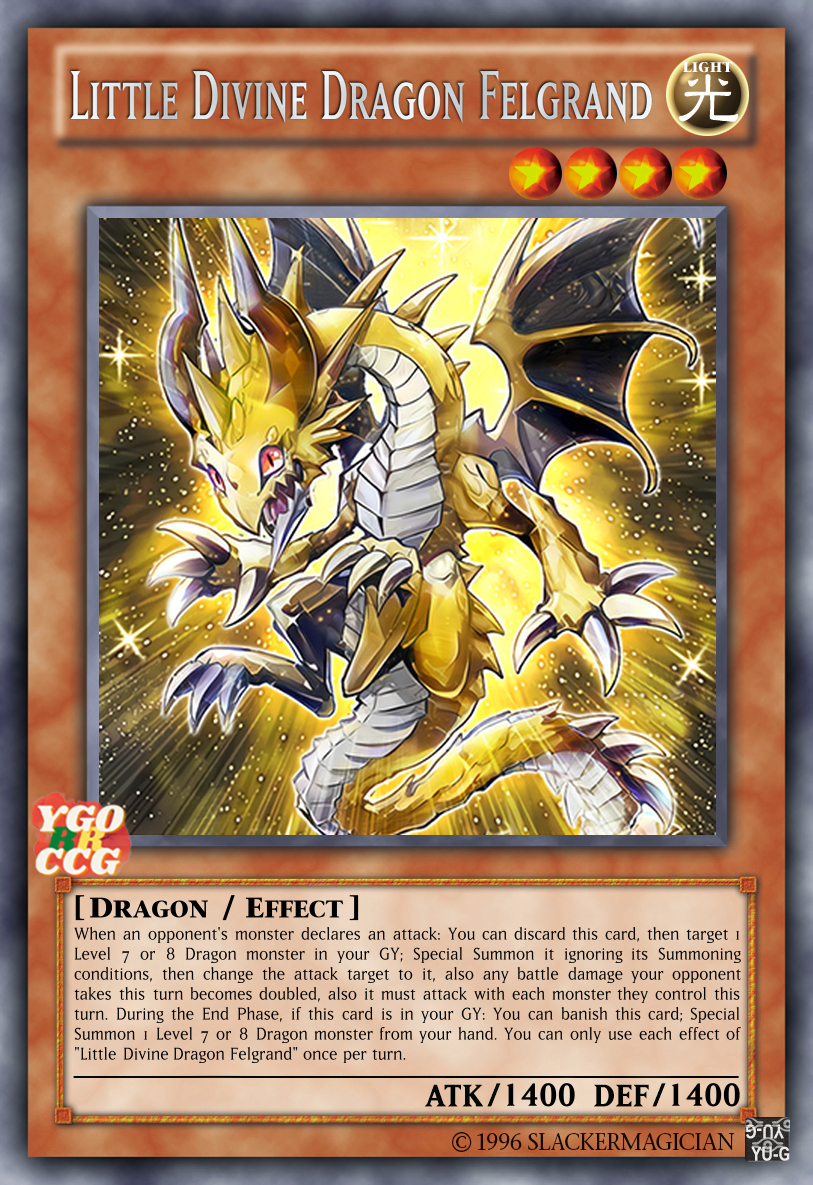 Little Divine Dragon Felgrand
LIGHT
光
YGO
RR
CCG
[ Dragon / Effect ]
When an opponent's monster declares an attack: You can discard this card, then target 1
Level 7 or 8 Dragon monster in your GY; Special Summon it ignoring its Summoning
conditions, then change the attack target to it, also any battle damage your opponent
takes this turn becomes doubled, also it must attack with each monster they control this
turn. During the End Phase, if this card is in your GY: You can banish this card; Special
Summon 1 Level 7 or 8 Dragon monster from your hand. You can only use each effect of
"Little Divine Dragon Felgrand" once per turn.
ATK/1400 DEF/1400
© 1996 SLACKERMAGICIAN
YU-G